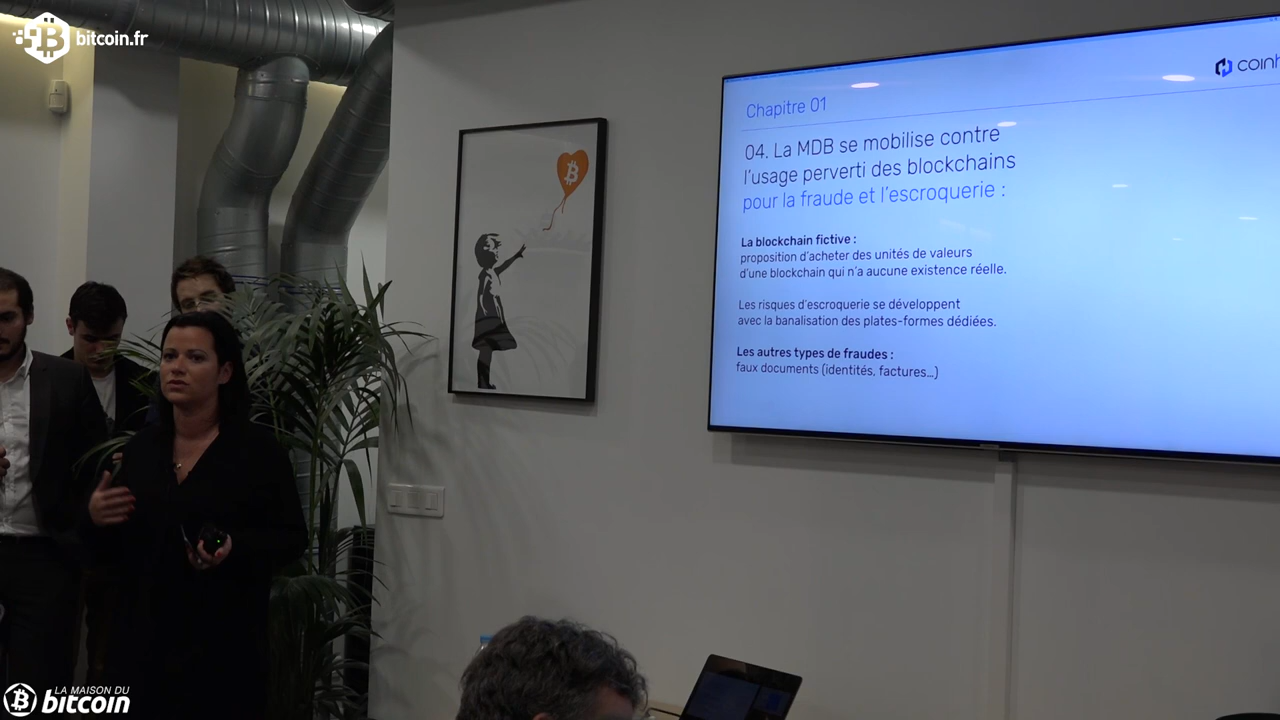 bitcoin.fr
coinh
Chapitre 01
04. La MDB se mobilise contre
l'usage perverti des blockchains
pour la fraude et l'escroquerie :
La blockchain fictive :
proposition d'acheter des unités de valeurs
d'une blockchain qui n'a aucune existence réelle.
Les risques d'escroquerie se développent
avec la banalisation des plates-formes dédiées.
Les autres types de fraudes :
faux documents (identités, factures...)
LA MAISON DU
bitcoin